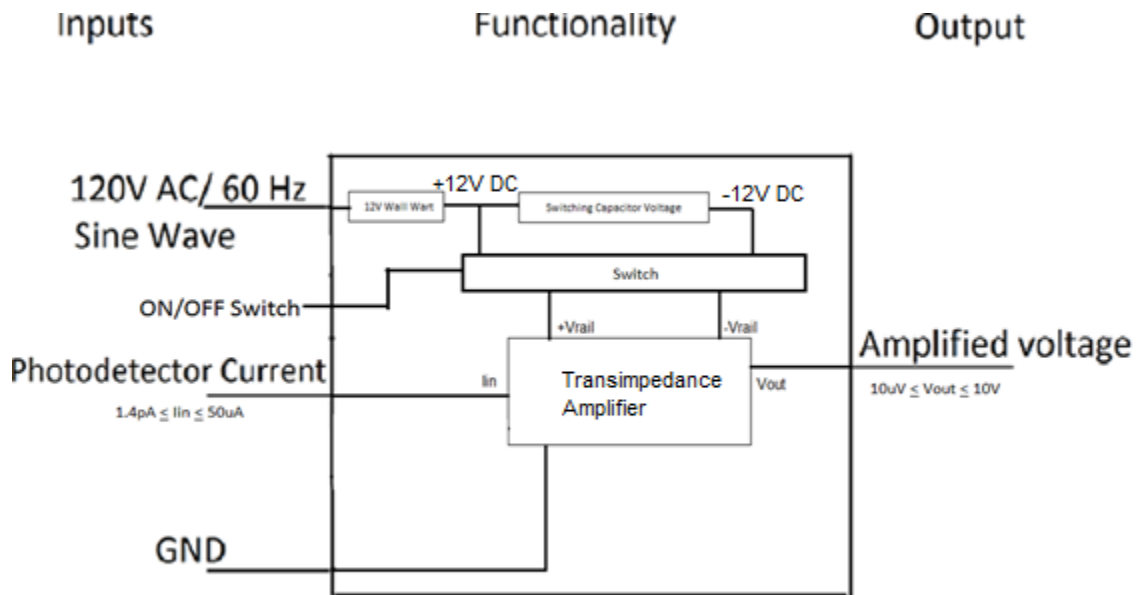 Inputs
Functionality
Output
120V AC/ 60 Hz
Sine Wave
12V Wall Wart
+12V DC
Switching Capacitor Voltage
-12V DC
Switch
ON/OFF Switch
+Vrail
-Vrail
Photodetector Current
1.4pA ≤ Iin ≤ 50uA
Iin
Transimpedance
Amplifier
Vout
Amplified voltage
10uV ≤ Vout ≤ 10V
GND